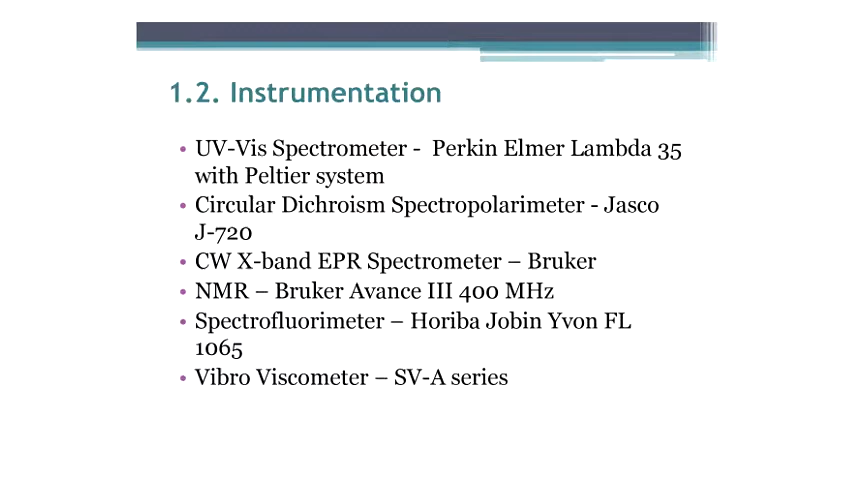 1.2. Instrumentation
• UV-Vis Spectrometer -  Perkin Elmer Lambda 35
with Peltier system
• Circular Dichroism Spectropolarimeter - Jasco
J-720
• CW X-band EPR Spectrometer – Bruker
• NMR – Bruker Avance III 400 MHz
• Spectrofluorimeter – Horiba Jobin Yvon FL
1065
• Vibro Viscometer – SV-A series